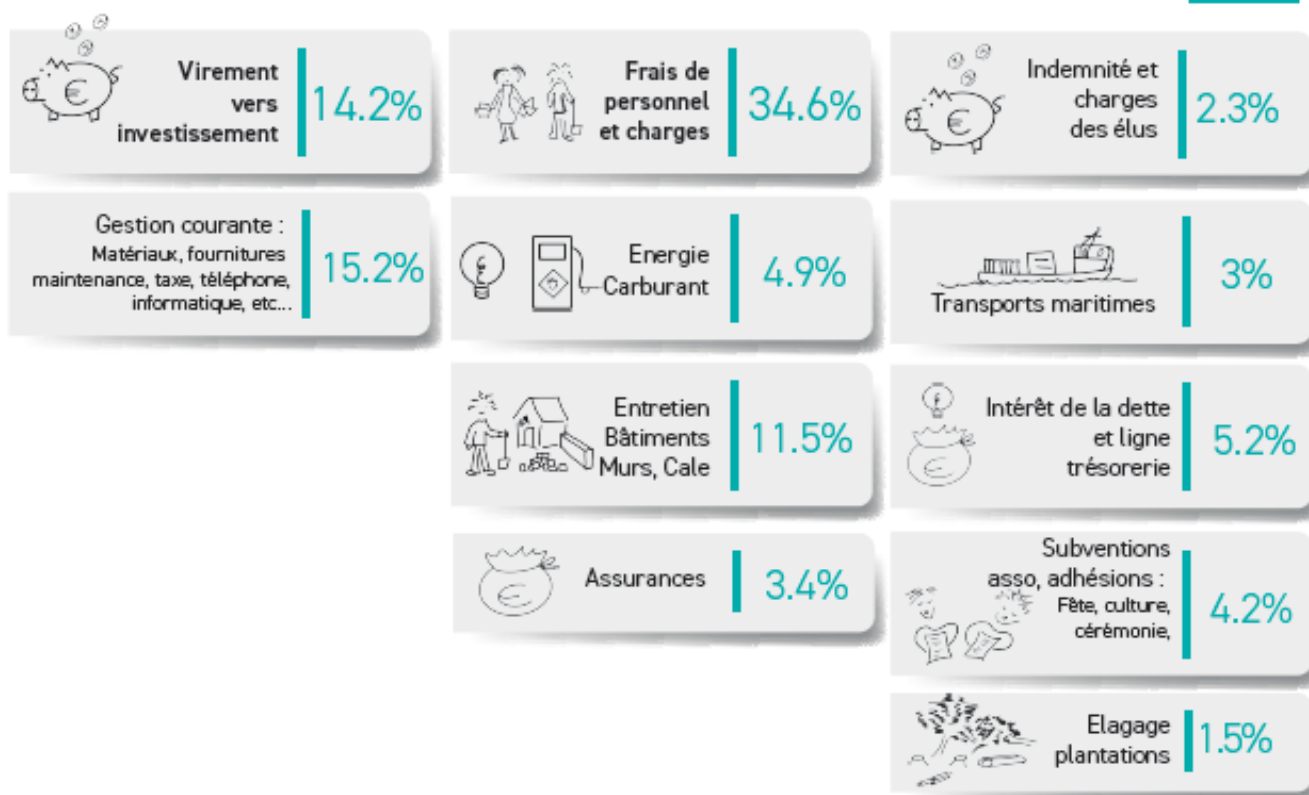 Virement
vers
investissement
14.2%
Gestion courante :
Matériaux, fournitures
maintenance, taxe, téléphone,
informatique, etc...
15.2%
Frais de
personnel
et charges
34.6%
Energie
Carburant
4.9%
Entretien
Bâtiments
Murs, Cale
11.5%
Assurances
3.4%
Indemnité et
charges
des élus
2.3%
Transports maritimes
3%
Intérêt de la dette
et ligne
trésorerie
5.2%
Subventions
asso, adhésions :
Fête, culture,
cérémonie,
4.2%
Elagage
plantations
1.5%